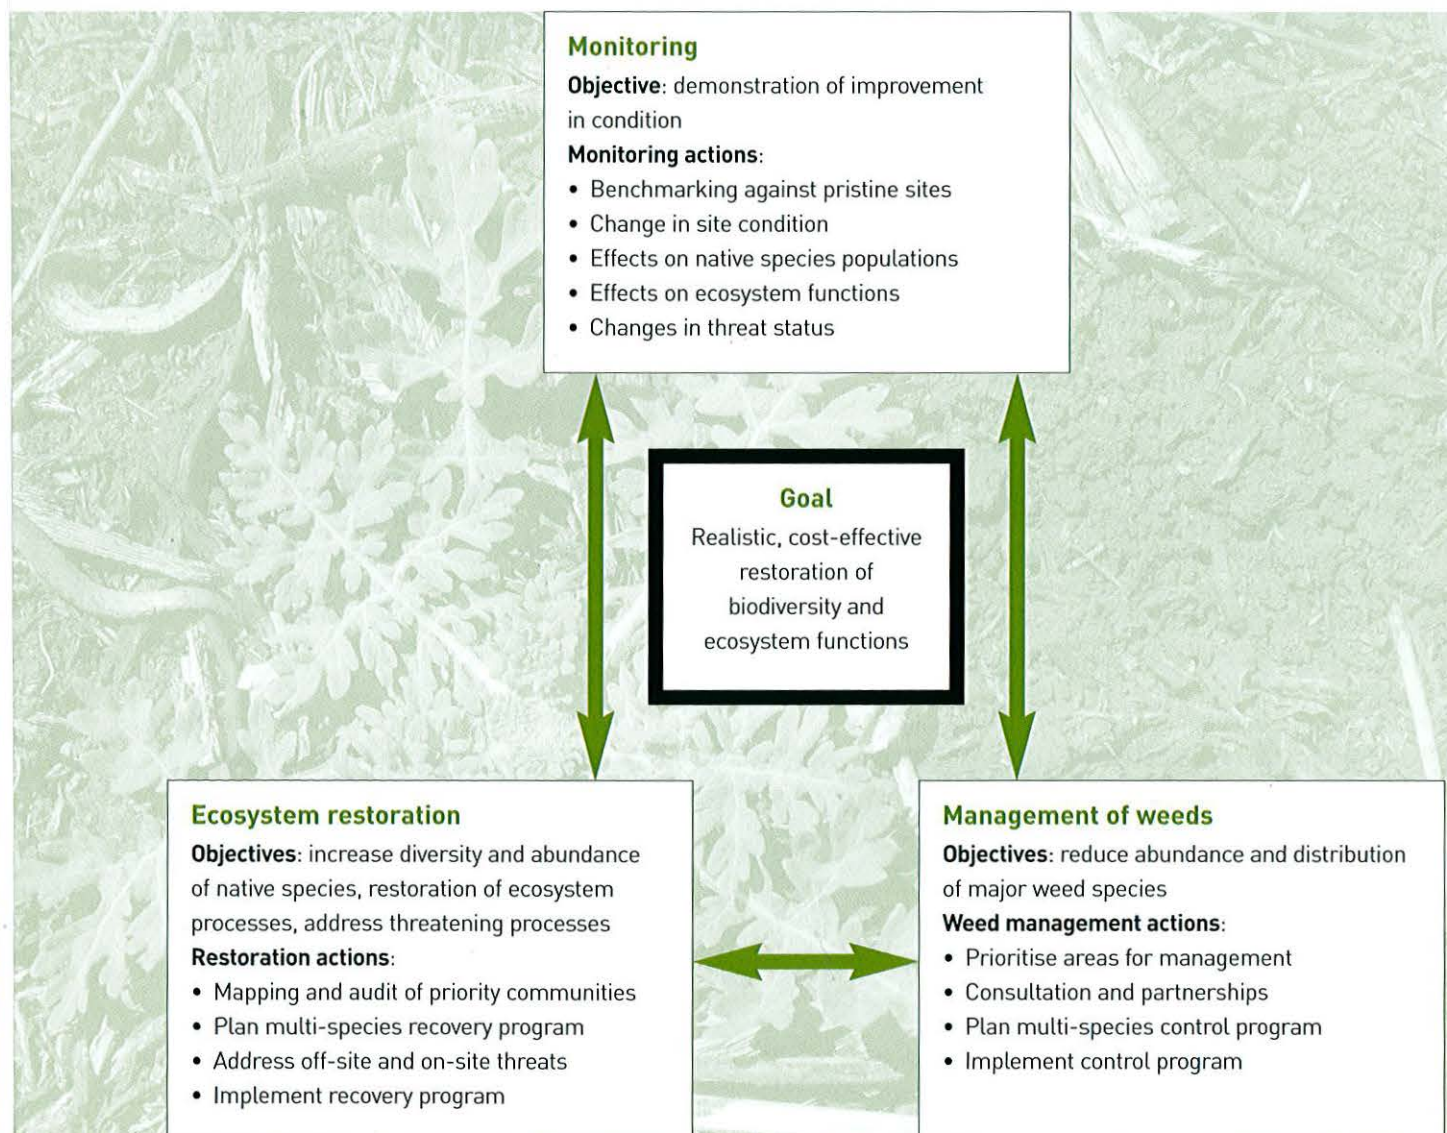 Monitoring
Objective: demonstration of improvement
in condition
Monitoring actions:
• Benchmarking against pristine sites
• Change in site condition
• Effects on native species populations
• Effects on ecosystem functions
• Changes in threat status
Goal
Realistic, cost-effective
restoration of
biodiversity and
ecosystem functions
Ecosystem restoration
Objectives: increase diversity and abundance
of native species, restoration of ecosystem
processes, address threatening processes
Restoration actions:
• Mapping and audit of priority communities
• Plan multi-species recovery program
• Address off-site and on-site threats
• Implement recovery program
Management of weeds
Objectives: reduce abundance and distribution
of major weed species
Weed management actions:
• Prioritise areas for management
• Consultation and partnerships
• Plan multi-species control program
• Implement control program